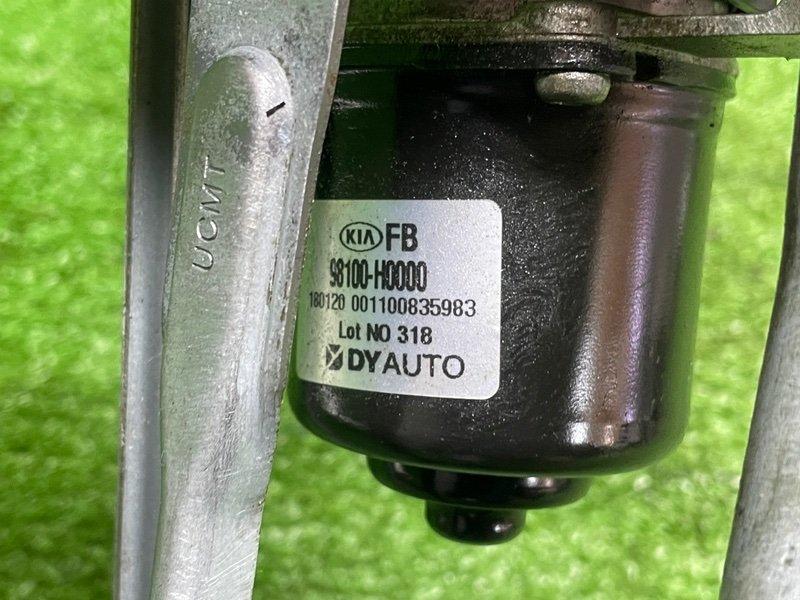 UCMT
KIA FB
98100-H0000
180120 001100835983
Lot NO 318
DYAUTO